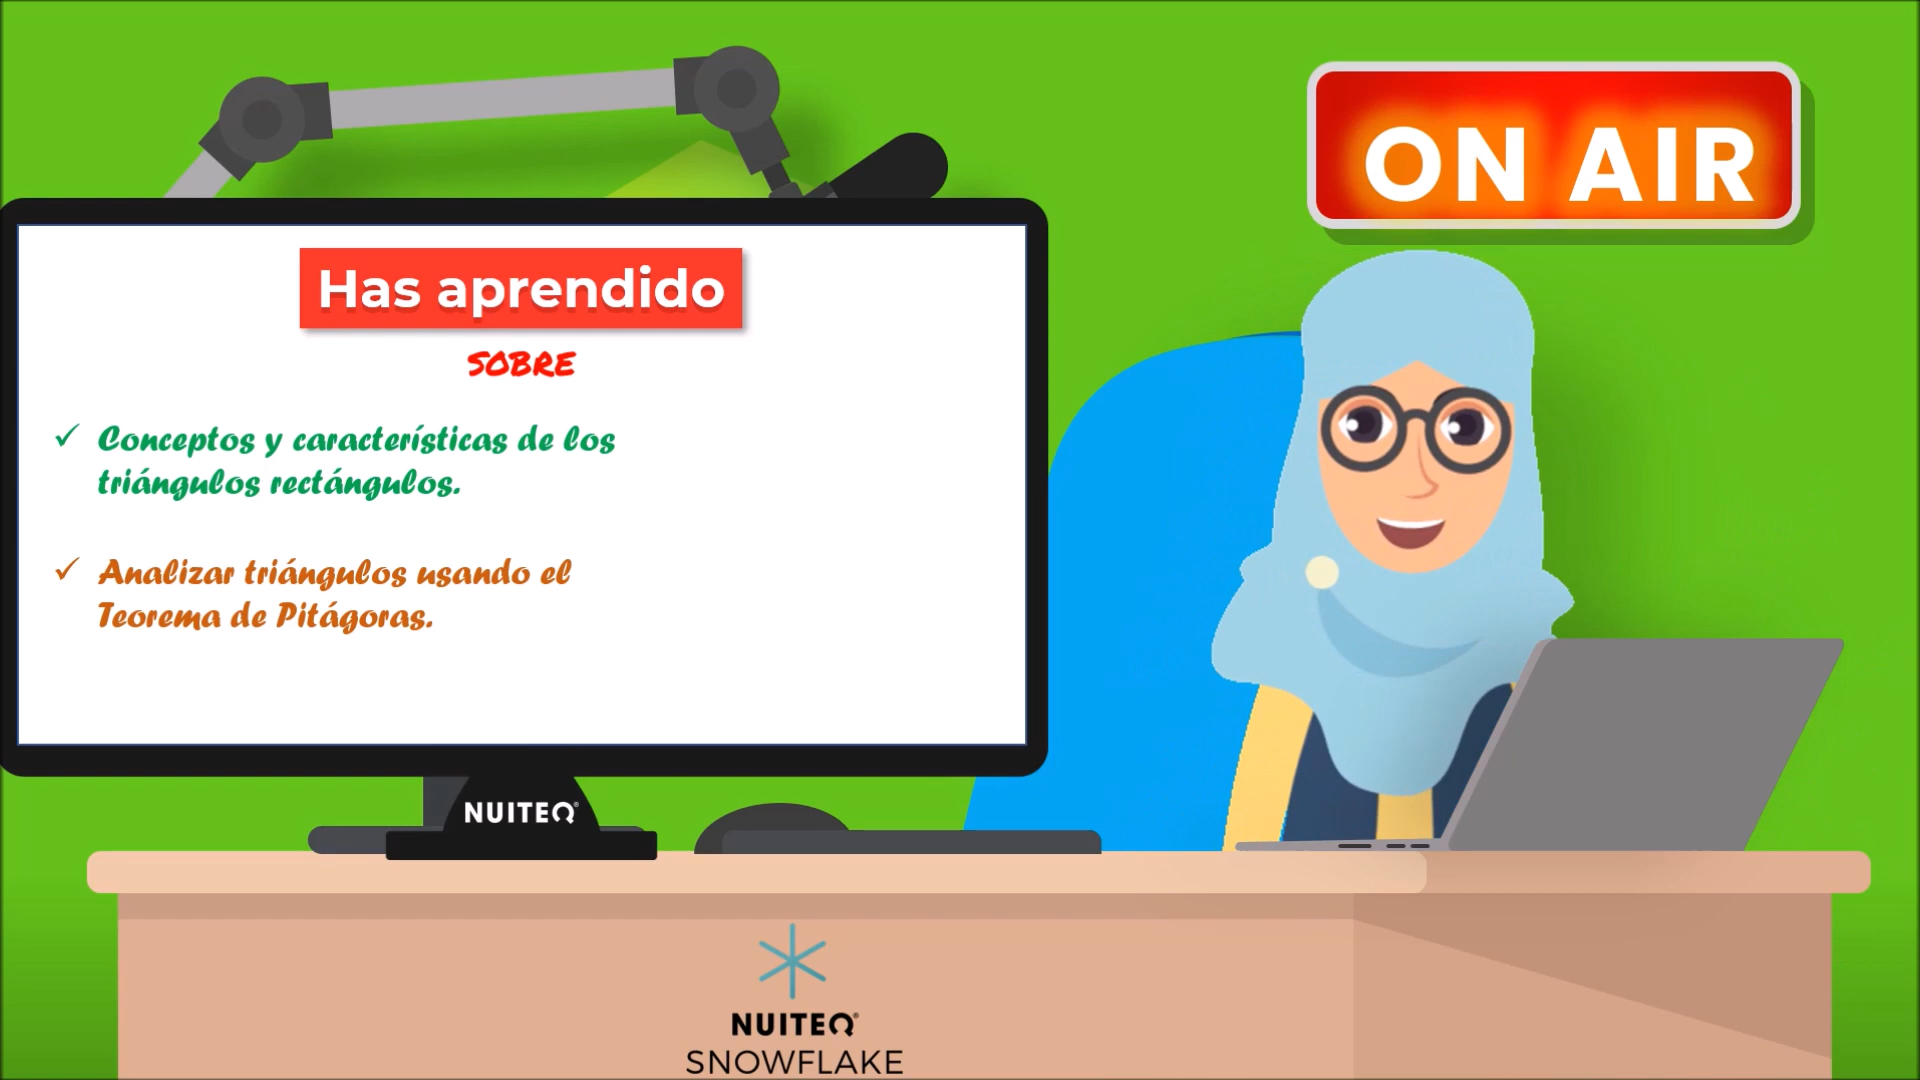 ON AIR
Has aprendido
SOBRE
✓ Conceptos y características de los
triángulos rectángulos.
✓ Analizar triángulos usando el
Teorema de Pitágoras.
NUITEQ®
NUITEQ®
SNOWFLAKE